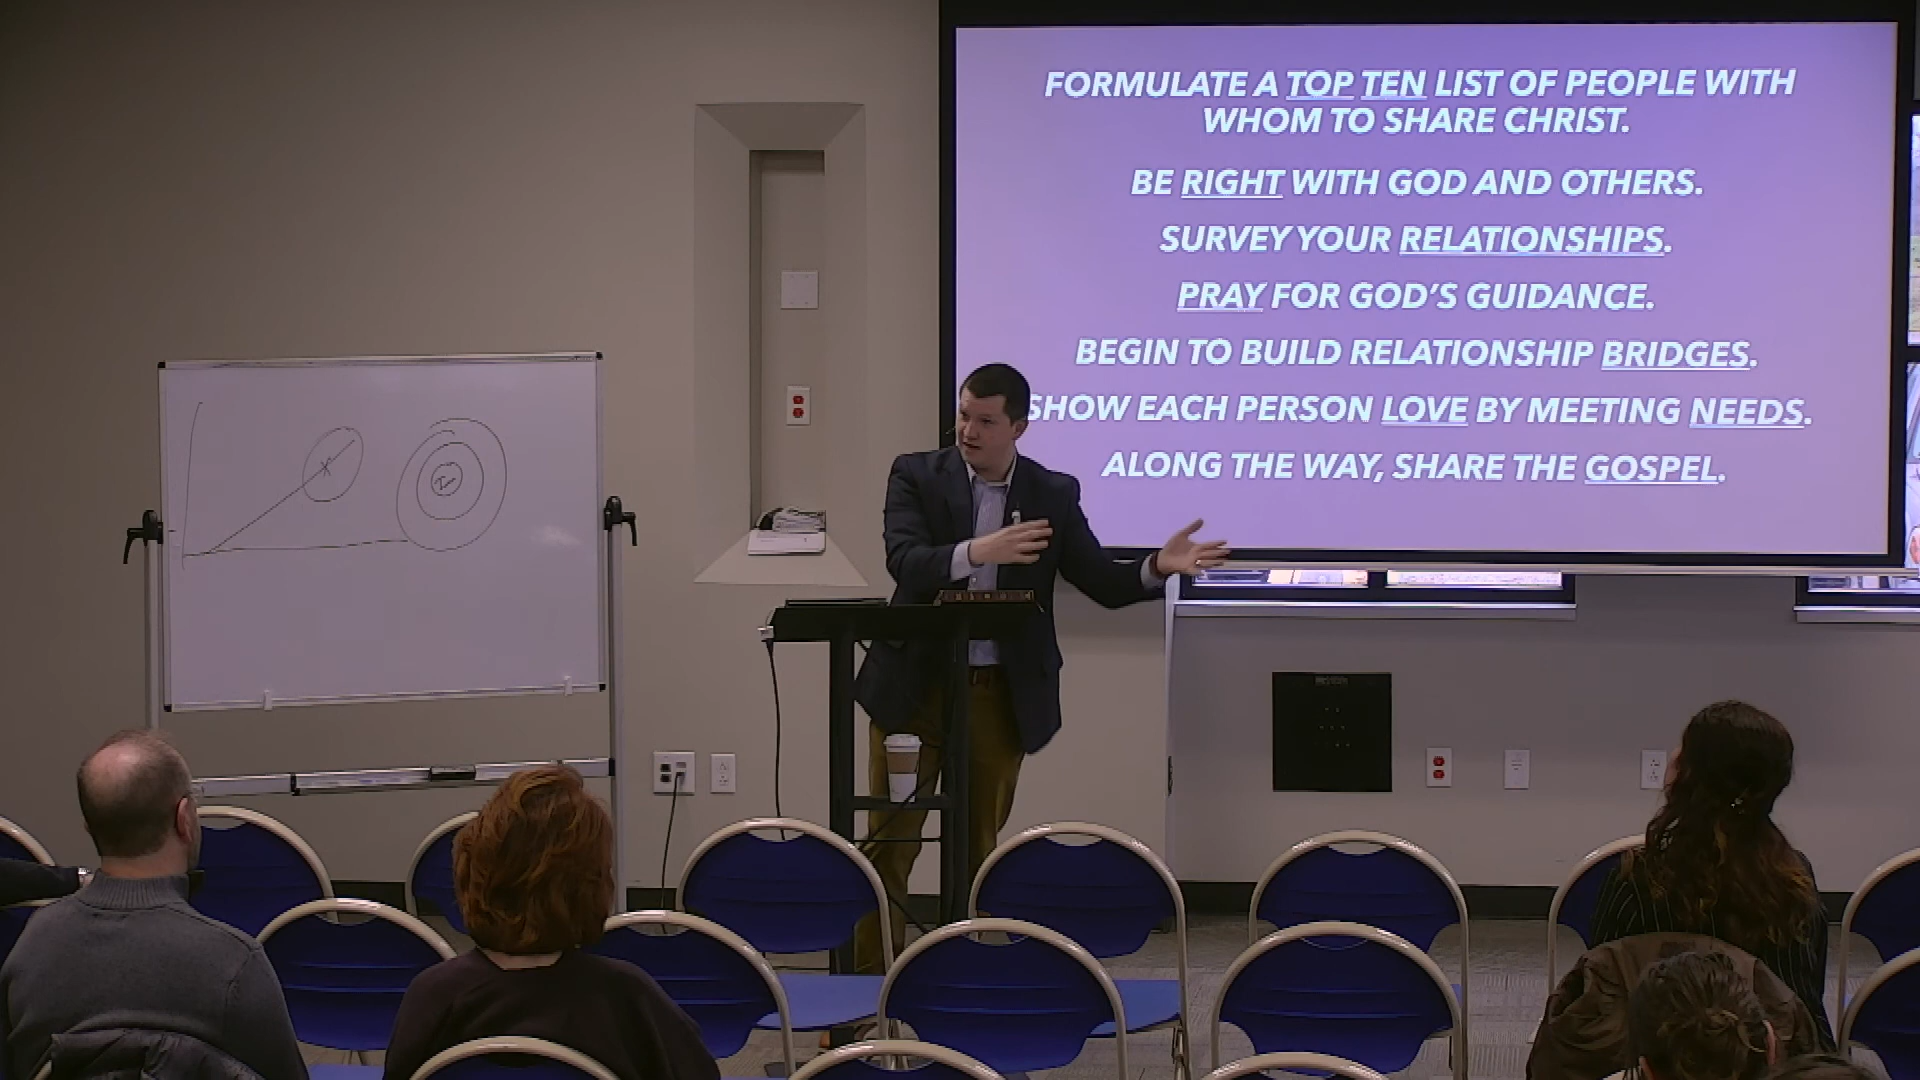 FORMULATE A TOP TEN LIST OF PEOPLE WITH
WHOM TO SHARE CHRIST.
BE RIGHT WITH GOD AND OTHERS.
SURVEY YOUR RELATIONSHIPS.
PRAY FOR GOD'S GUIDANCE.
BEGIN TO BUILD RELATIONSHIP BRIDGES.
SHOW EACH PERSON LOVE BY MEETING NEEDS.
ALONG THE WAY, SHARE THE GOSPEL.